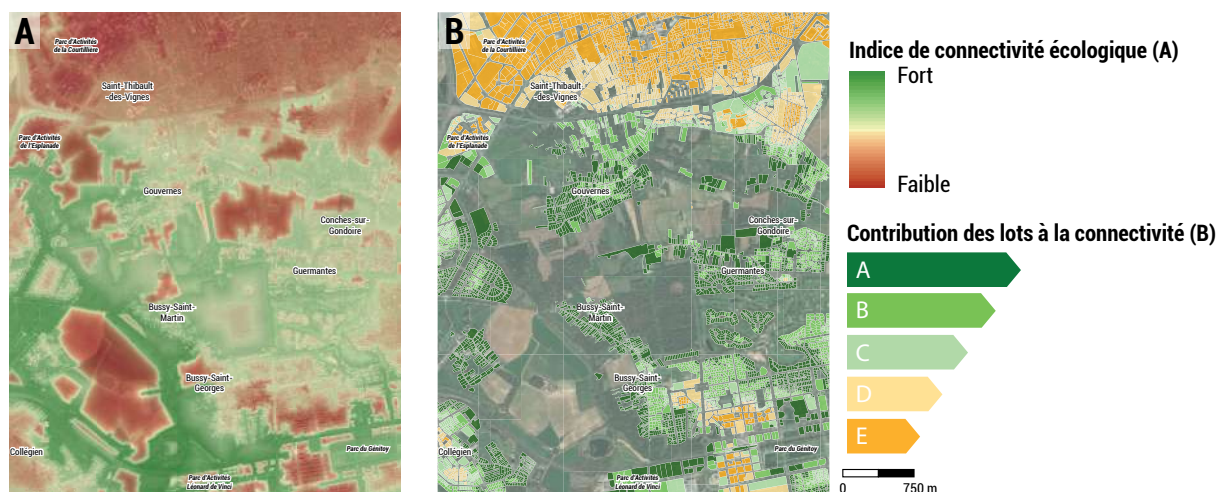 A
Parc d'Activités
de la Courtillière
Saint-Thibault
-des-Vignes
Parc d'Activités
de l'Esplanade
Gouvernes
Conches-sur-
Gondoire
Guermantes
Bussy-Saint-
Martin
Bussy-Saint-
Georges
Collégien
Parc du Génitoy
Parc d'Activités
Léonard de Vinci
B
Parc d'Activités
de la Courtillière
Saint-Thibault
-des-Vignes
Parc d'Activités
de l'Esplanade
Gouvernes
Conches-sur-
Gondoire
Guermantes
Bussy-Saint-
Martin
Bussy-Saint-
Georges
Collégien
Parc du Génitoy
Parc d'Activités
Léonard de Vinci
Indice de connectivité écologique (A)
Fort
Faible
Contribution des lots à la connectivité (B)
A
B
C
D
E
0 750 m